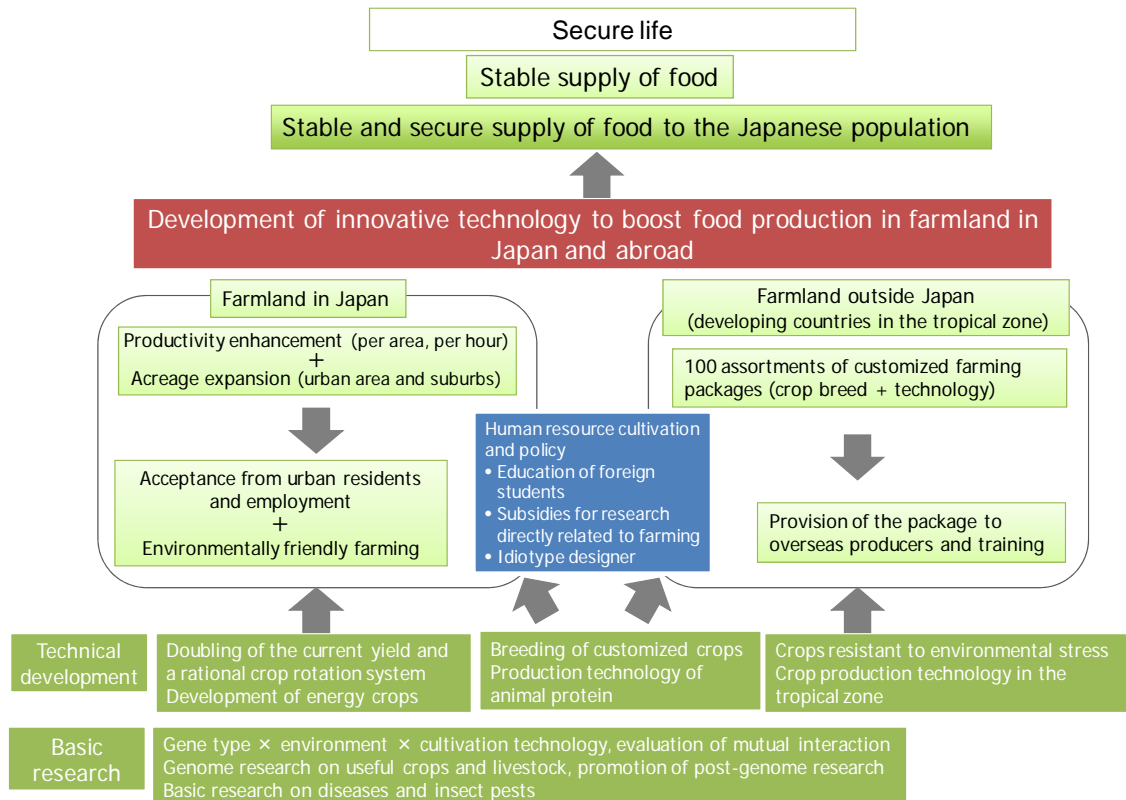 Secure life
Stable supply of food
Stable and secure supply of food to the Japanese population
Development of innovative technology to boost food production in farmland in
Japan and abroad
Farmland in Japan
Productivity enhancement (per area, per hour)
+
Acreage expansion (urban area and suburbs)
Acceptance from urban residents
and employment
+
Environmentally friendly farming
Human resource cultivation
and policy
• Education of foreign
students
• Subsidies for research
directly related to farming
• Idiotype designer
Farmland outside Japan
(developing countries in the tropical zone)
100 assortments of customized farming
packages (crop breed + technology)
Provision of the package to
overseas producers and training
Technical
development
Doubling of the current yield and
a rational crop rotation system
Development of energy crops
Breeding of customized crops
Production technology of
animal protein
Crops resistant to environmental stress
Crop production technology in the
tropical zone
Basic
research
Gene type × environment × cultivation technology, evaluation of mutual interaction
Genome research on useful crops and livestock, promotion of post-genome research
Basic research on diseases and insect pests